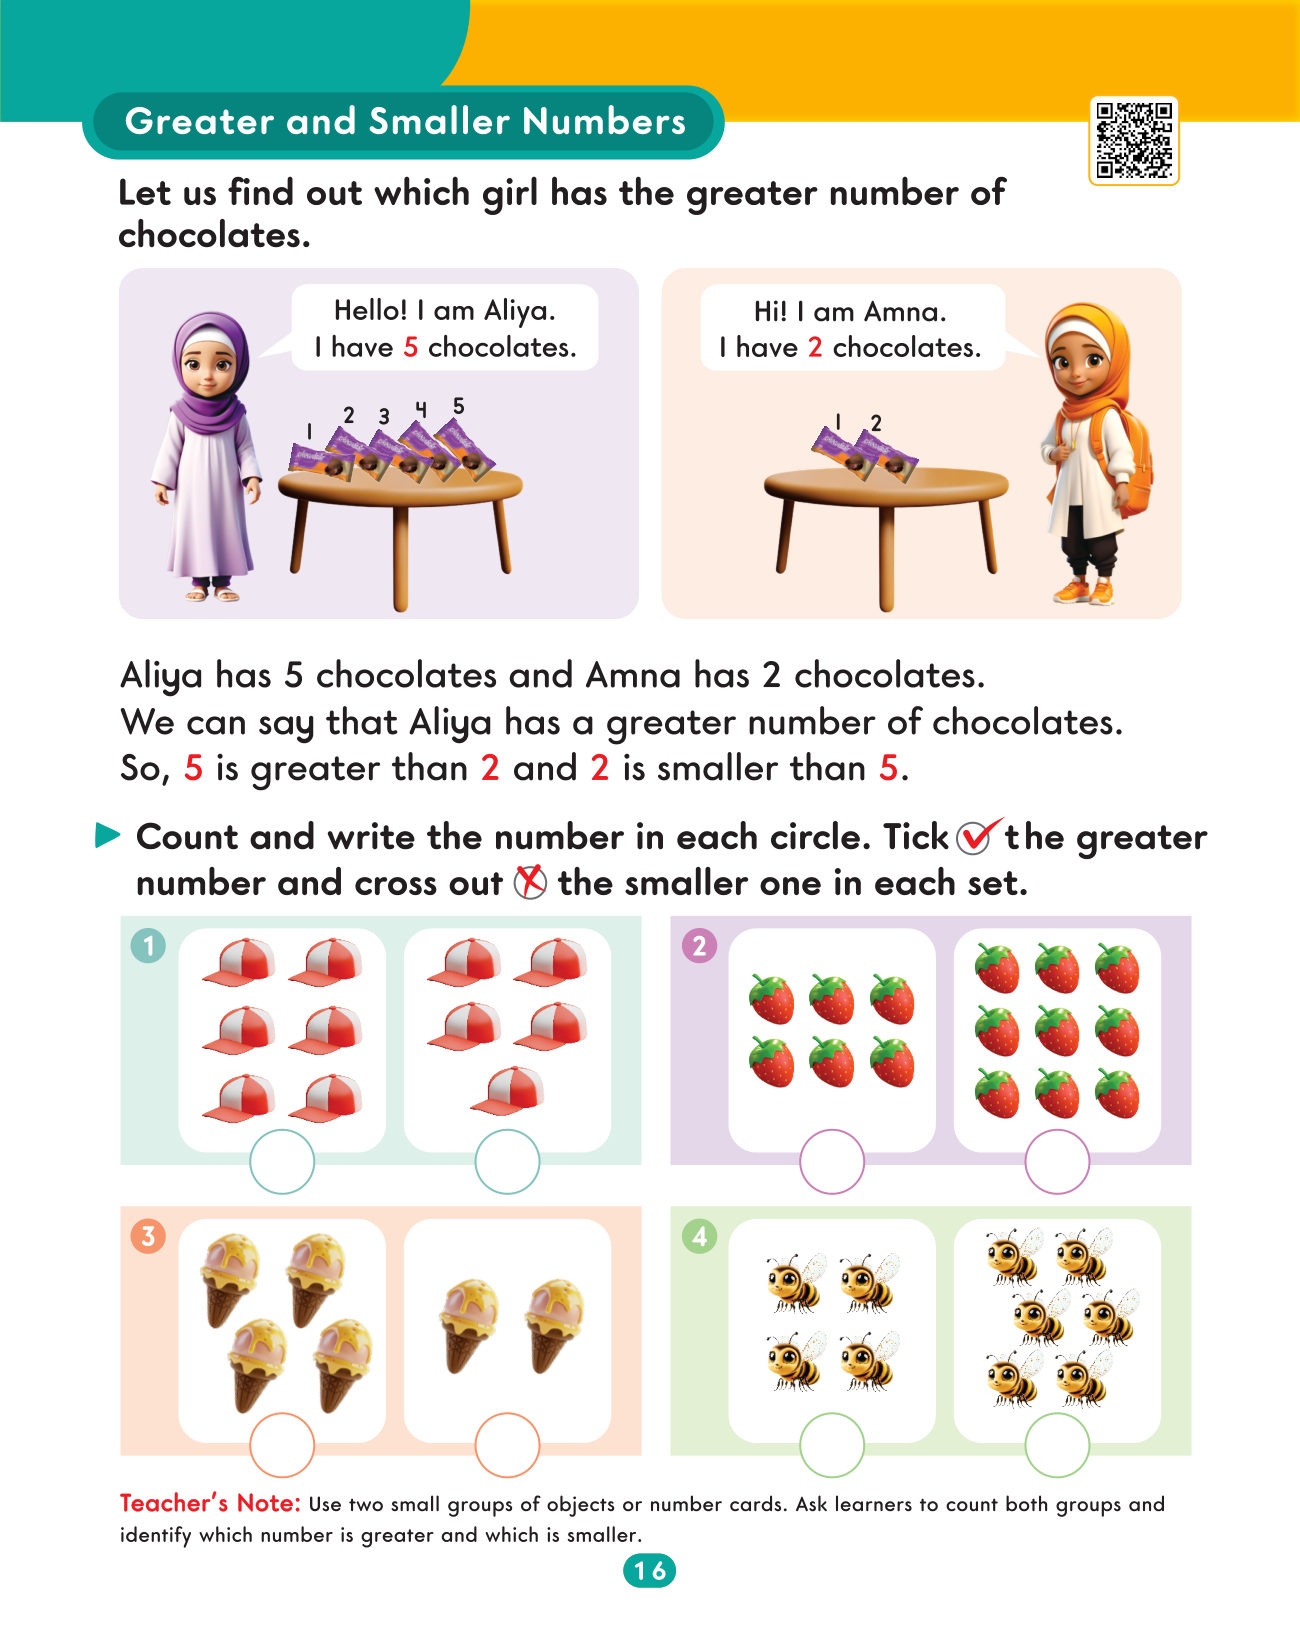 Greater and Smaller Numbers
Let us find out which girl has the greater number of
chocolates.
Hello! I am Aliya.
I have 5 chocolates.
Hi! I am Amna.
I have 2 chocolates.
1 2 3 4 5
1 2
Aliya has 5 chocolates and Amna has 2 chocolates.
We can say that Aliya has a greater number of chocolates.
So, 5 is greater than 2 and 2 is smaller than 5.
Count and write the number in each circle. Tick the greater
number and cross out the smaller one in each set.
1
2
3
4
Teacher's Note: Use two small groups of objects or number cards. Ask learners to count both groups and
identify which number is greater and which is smaller.
16